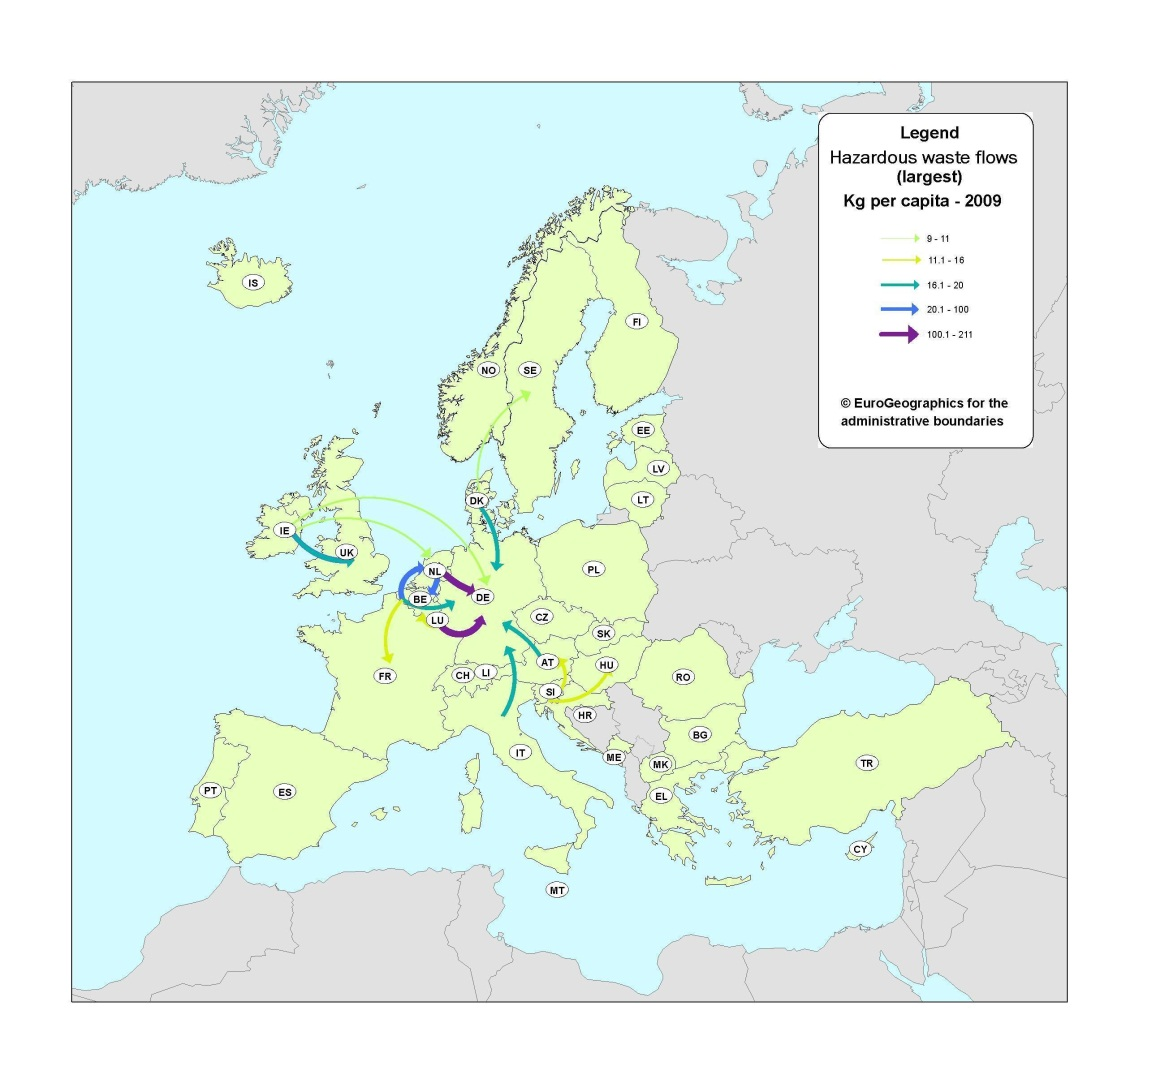 Legend
Hazardous waste flows
(largest)
Kg per capita - 2009
9 - 11
11.1 - 16
16.1 - 20
20.1 - 100
100.1 - 211
© EuroGeographics for the
administrative boundaries
IS
FI
NO
SE
EE
LV
LT
DK
IE
UK
NL
PL
BE
DE
LU
CZ
SK
AT
HU
FR
CH
LI
RO
SI
HR
BG
IT
ME
MK
TR
PT
ES
EL
CY
MT